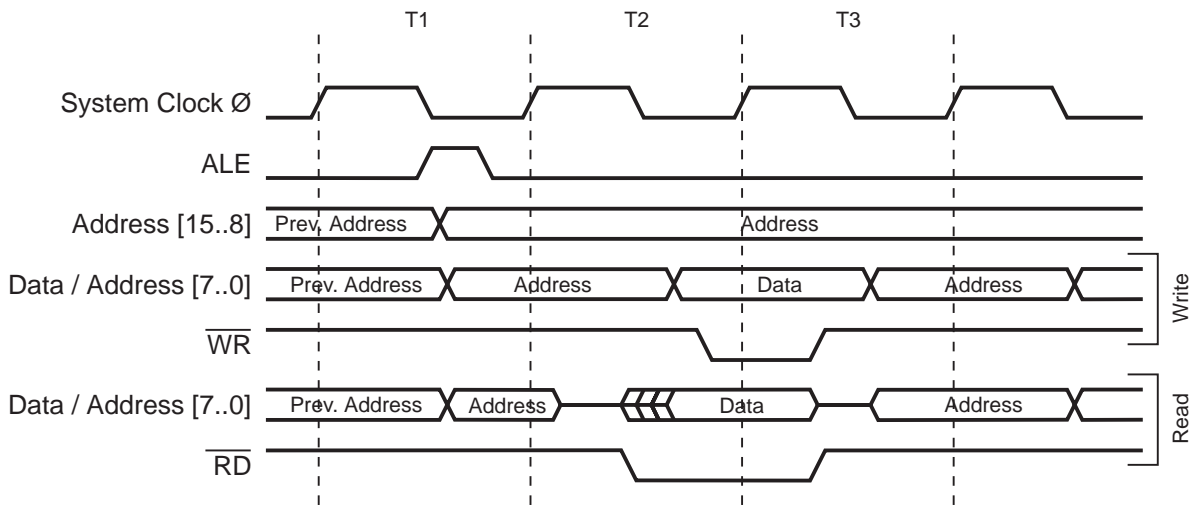 T1 T2 T3
System Clock Ø
ALE
Address [15..8] Prev. Address Address
Data / Address [7..0] Prev. Address Address Data Address
WR
Write
Data / Address [7..0] Prev. Address Address Data Address
RD
Read